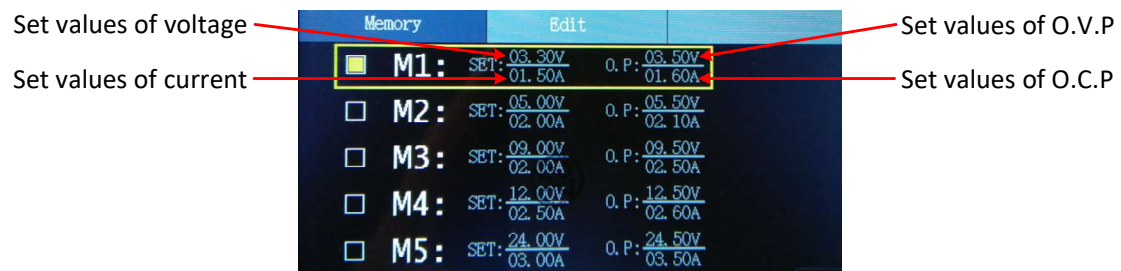 Memory Edit
Set values of voltage
Set values of O.V.P
M1: SET: 03.30V O.P: 03.50V
01.50A 01.60A
Set values of current
Set values of O.C.P
M2: SET: 05.00V O.P: 05.50V
02.00A 02.10A
M3: SET: 09.00V O.P: 09.50V
02.00A 02.50A
M4: SET: 12.00V O.P: 12.50V
02.50A 02.60A
M5: SET: 24.00V O.P: 24.50V
03.00A 03.50A